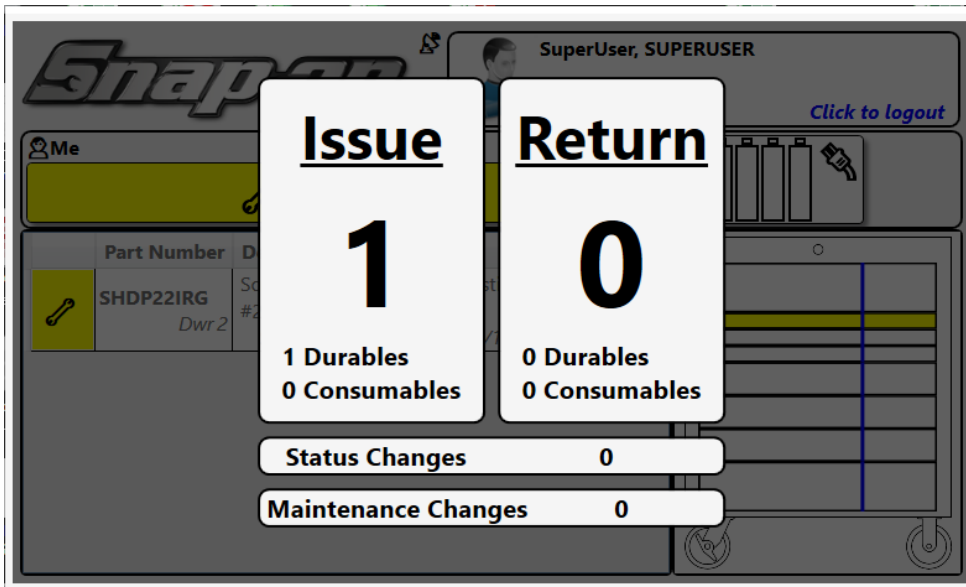 Snap-on
SuperUser, SUPERUSER
Click to logout
Me
Issue
1
1 Durables
0 Consumables
Return
0
0 Durables
0 Consumables
Status Changes 0
Maintenance Changes 0
Part Number
SHDP22IRG
Dwr 2